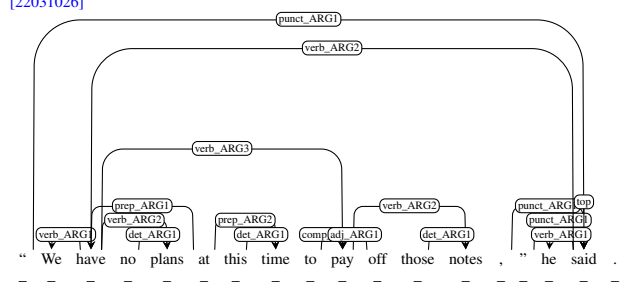 [22031026]
punct_ARG1
verb_ARG2
verb_ARG3
prep_ARG1 verb_ARG2 punct_ARG top
verb_ARG2 prep_ARG2 punct_ARG1
verb_ARG1 det_ARG1 det_ARG1 comp adj_ARG1 det_ARG1 verb_ARG1
“ We have no plans at this time to pay off those notes , ” he said .